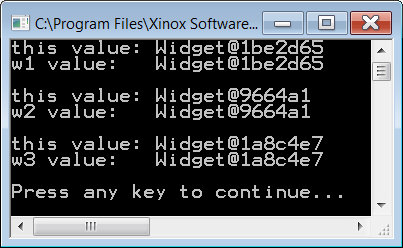 C:\Program Files\Xinox Software...
this value: Widget@1be2d65
w1 value:   Widget@1be2d65
this value: Widget@9664a1
w2 value:   Widget@9664a1
this value: Widget@1a8c4e7
w3 value:   Widget@1a8c4e7
Press any key to continue...